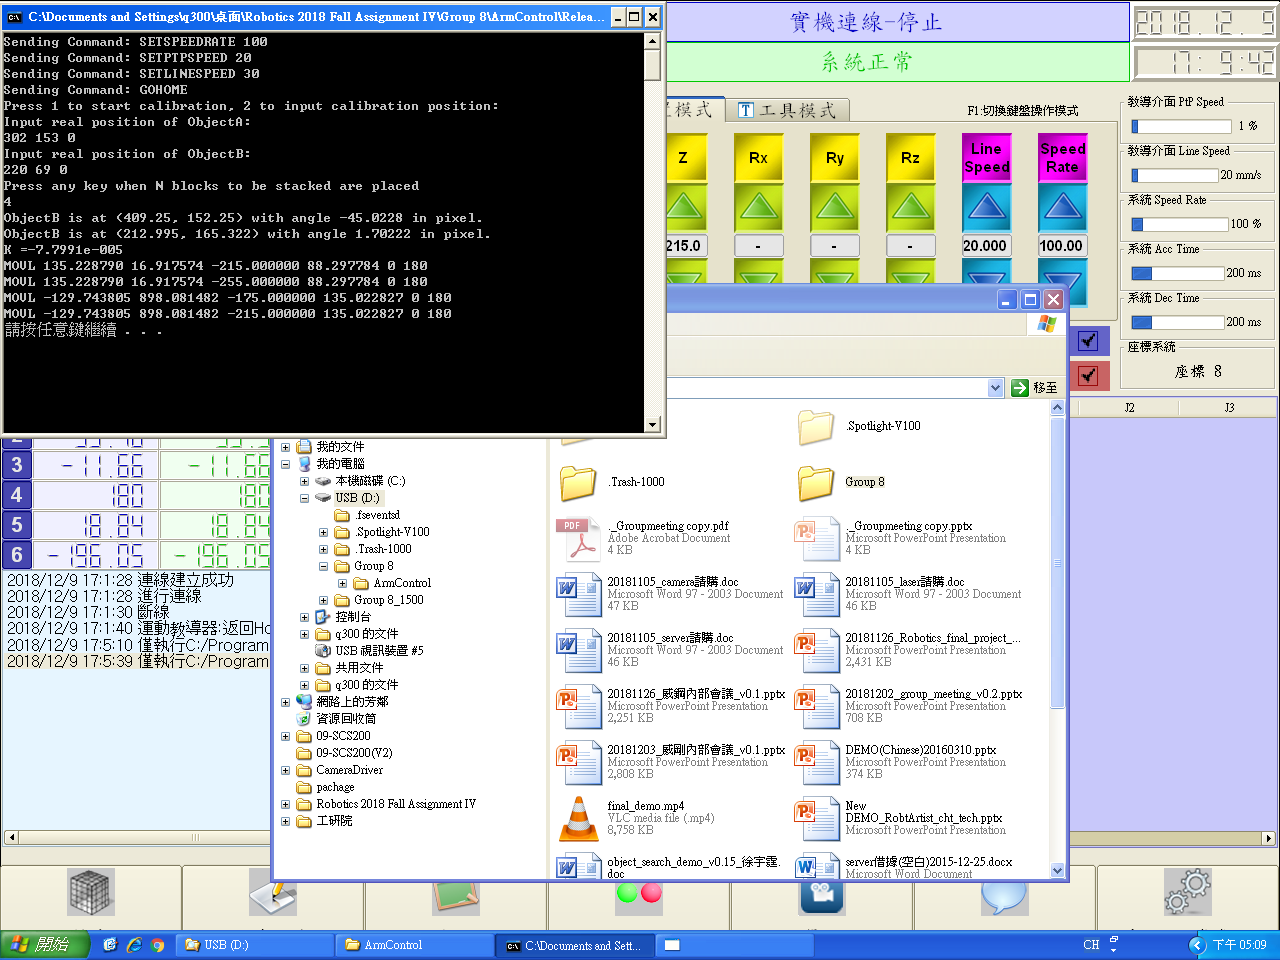 C:\Documents and Settings\q300\桌面\Robotics 2018 Fall Assignment IV\Group 8\ArmControl\Relea...
Sending Command: SETSPEEDRATE 100
Sending Command: SETPTPSPEED 20
Sending Command: SETLINESPEED 30
Sending Command: GOHOME
Press 1 to start calibration, 2 to input calibration position:
Input real position of ObjectA:
302 153 0
Input real position of ObjectB:
220 69 0
Press any key when N blocks to be stacked are placed
4
ObjectB is at (409.25, 152.25) with angle -45.0228 in pixel.
ObjectB is at (212.995, 165.322) with angle 1.70222 in pixel.
K =-7.7991e-005
MOVL 135.228790 16.917574 -215.000000 88.297784 0 180
MOVL 135.228790 16.917574 -255.000000 88.297784 0 180
MOVL -129.743805 898.081482 -175.000000 135.022827 0 180
MOVL -129.743805 898.081482 -215.000000 135.022827 0 180
請按任意鍵繼續 . . .
實機連線-停止
系統正常
2018.12. 9
17: 9:42
模式
T 工具模式
F1:切換鍵盤操作模式
Z
Rx
Ry
Rz
Line Speed
Speed Rate
215.0
-
-
-
20.000
100.00
教導介面 PtP Speed
1 %
教導介面 Line Speed
20 mm/s
系統 Speed Rate
100 %
系統 Acc Time
200 ms
系統 Dec Time
200 ms
座標系統
座標 8
移至
J2
J3
3 -11.66 -11.66
4 180 180
5 18.84 18.84
6 -196.05 -196.05
2018/12/9 17:1:28 連線建立成功
2018/12/9 17:1:28 進行連線
2018/12/9 17:1:30 斷線
2018/12/9 17:1:40 運動教導器:返回Ho
2018/12/9 17:5:10 僅執行C:/Program
2018/12/9 17:5:39 僅執行C:/Program
我的文件
我的電腦
本機磁碟 (C:)
USB (D:)
.fseventsd
.Spotlight-V100
.Trash-1000
Group 8
ArmControl
Group 8_1500
控制台
q300 的文件
USB 視訊裝置 #5
共用文件
q300 的文件
網路上的芳鄰
資源回收筒
09-SCS200
09-SCS200(V2)
CameraDriver
pachage
Robotics 2018 Fall Assignment IV
工研院
.Spotlight-V100
.Trash-1000
Group 8
._Groupmeeting copy.pdf
Adobe Acrobat Document
4 KB
._Groupmeeting copy.pptx
Microsoft PowerPoint Presentation
4 KB
20181105_camera請購.doc
Microsoft Word 97 - 2003 Document
47 KB
20181105_laser請購.doc
Microsoft Word 97 - 2003 Document
46 KB
20181105_server請購.doc
Microsoft Word 97 - 2003 Document
46 KB
20181126_Robotics_final_project_...
Microsoft PowerPoint Presentation
2,431 KB
20181126_威鋼內部會議_v0.1.pptx
Microsoft PowerPoint Presentation
2,251 KB
20181202_group_meeting_v0.2.pptx
Microsoft PowerPoint Presentation
708 KB
20181203_威剛內部會議_v0.1.pptx
Microsoft PowerPoint Presentation
2,808 KB
DEMO(Chinese)20160310.pptx
Microsoft PowerPoint Presentation
374 KB
final_demo.mp4
VLC media file (.mp4)
8,758 KB
New
DEMO_RobtArtist_cht_tech.pptx
Microsoft PowerPoint Presentation
object_search_demo_v0.15_徐宇霆.
doc
server借據(空白)2015-12-25.docx
Microsoft Word Document
開始
USB (D:)
ArmControl
C:\Documents and Sett...
CH
下午 05:09